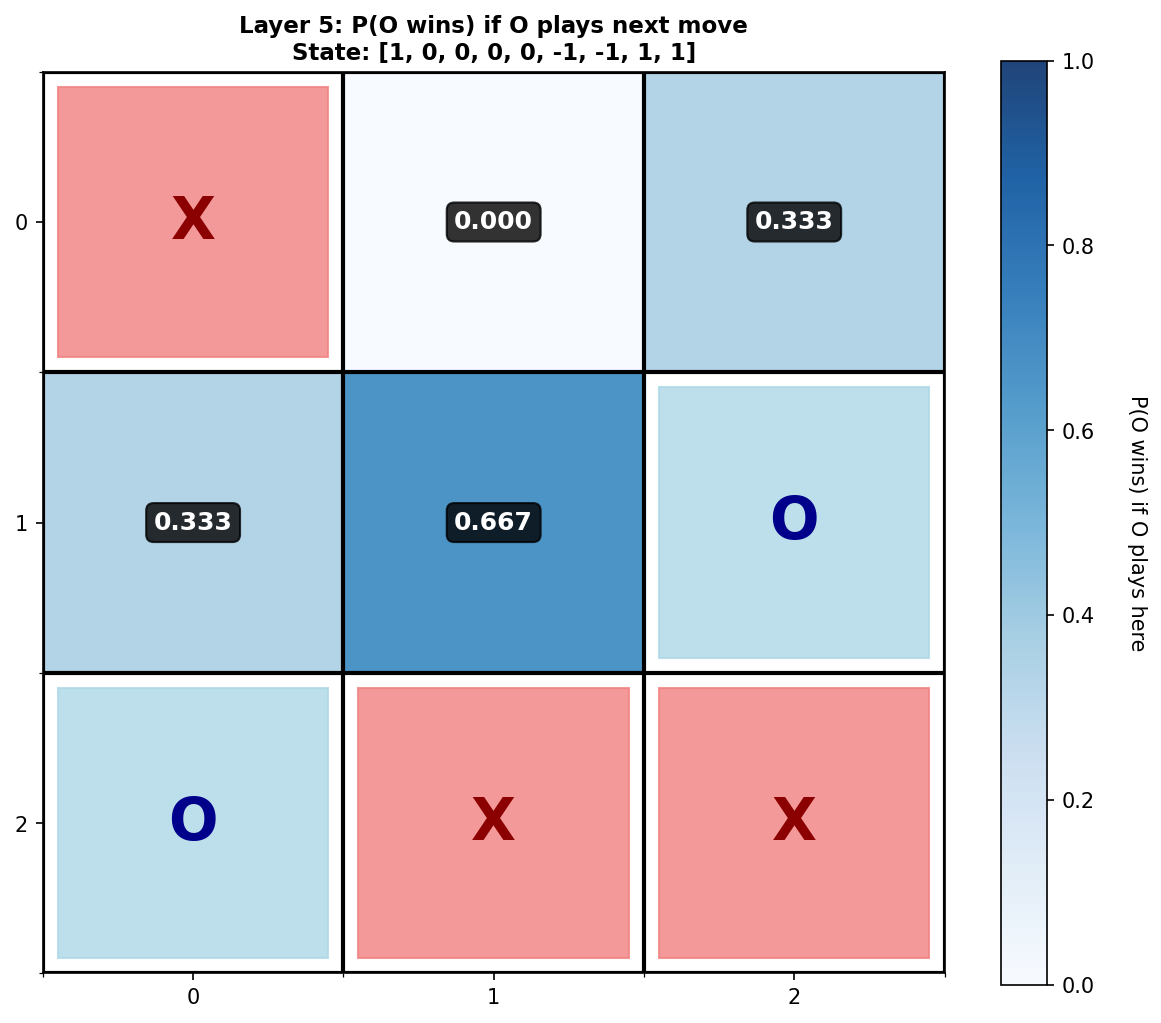 Layer 5: P(O wins) if O plays next move
State: [1, 0, 0, 0, 0, -1, -1, 1, 1]
0
X
0.000
0.333
1
0.333
0.667
O
2
O
X
X
0
1
2
1.0
0.8
0.6
0.4
0.2
0.0
P(O wins) if O plays here